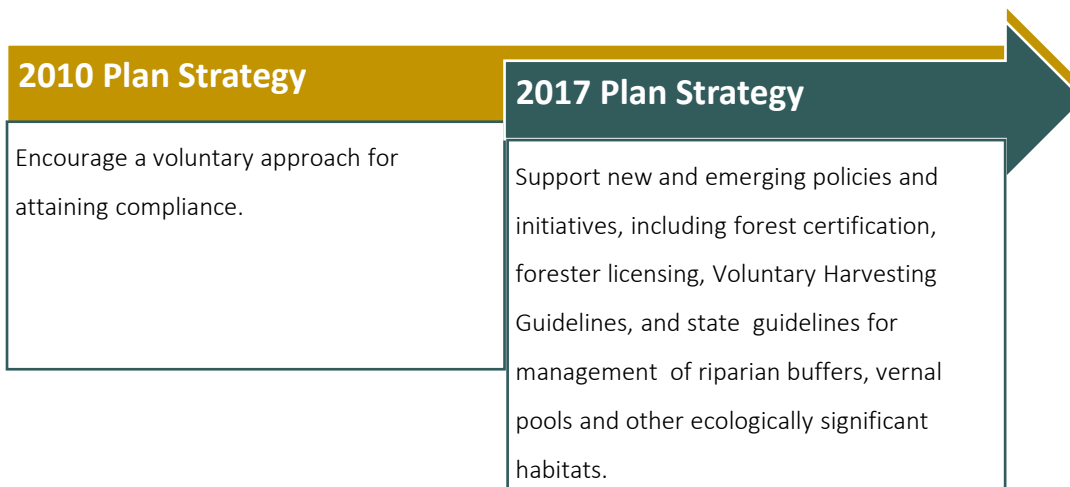 2010 Plan Strategy
Encourage a voluntary approach for
attaining compliance.
2017 Plan Strategy
Support new and emerging policies and
initiatives, including forest certification,
forester licensing, Voluntary Harvesting
Guidelines, and state guidelines for
management of riparian buffers, vernal
pools and other ecologically significant
habitats.